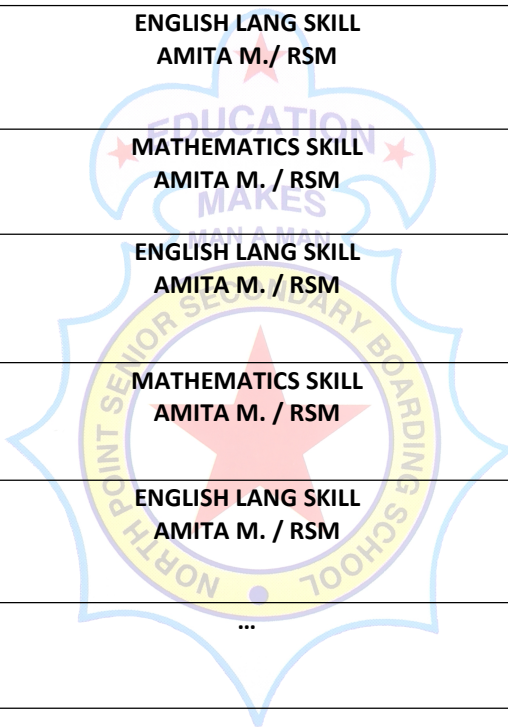 ENGLISH LANG SKILL
AMITA M./ RSM
EDUCATION
MATHEMATICS SKILL
AMITA M. / RSM
MAKES
MAN A MAN
ENGLISH LANG SKILL
AMITA M. / RSM
NORTH POINT SENIOR SECONDARY BOARDING SCHOOL
MATHEMATICS SKILL
AMITA M. / RSM
ENGLISH LANG SKILL
AMITA M. / RSM
...